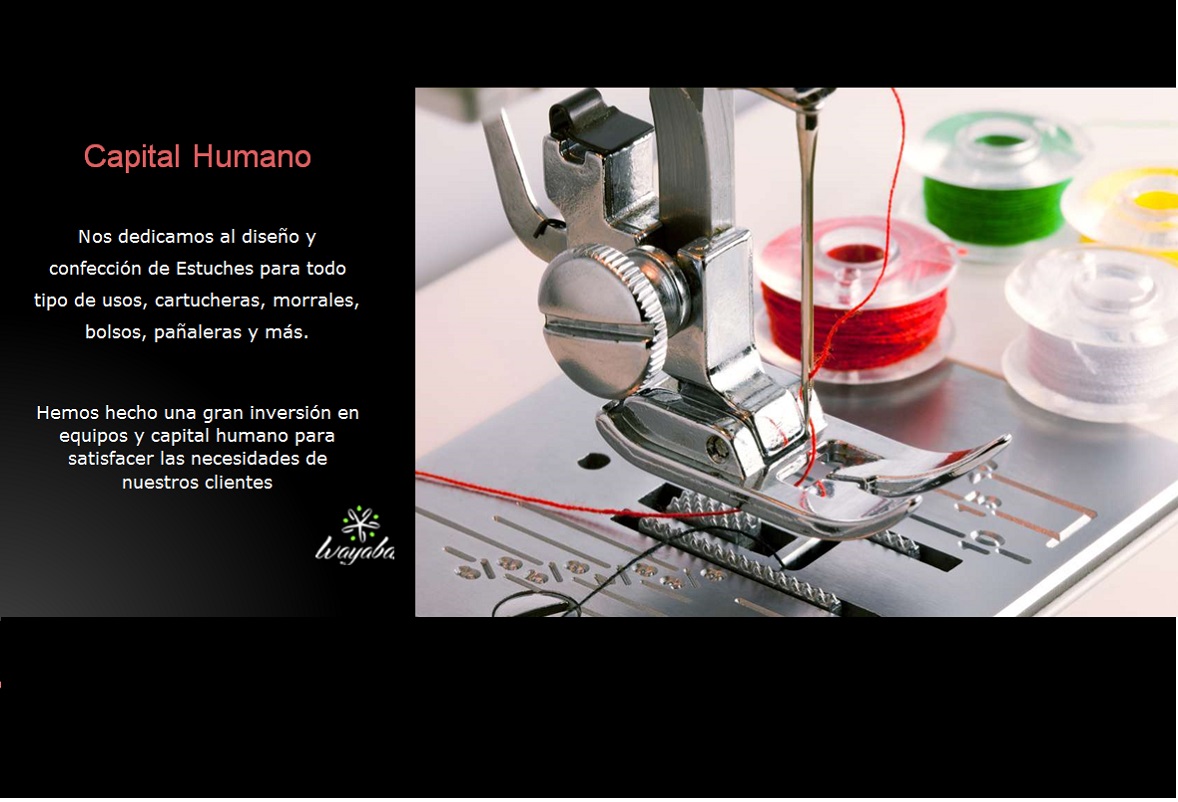 Capital Humano
Nos dedicamos al diseño y
confección de Estuches para todo
tipo de usos, cartucheras, morrales,
bolsos, pañaleras y más.
Hemos hecho una gran inversión en
equipos y capital humano para
satisfacer las necesidades de
nuestros clientes
Wayaba